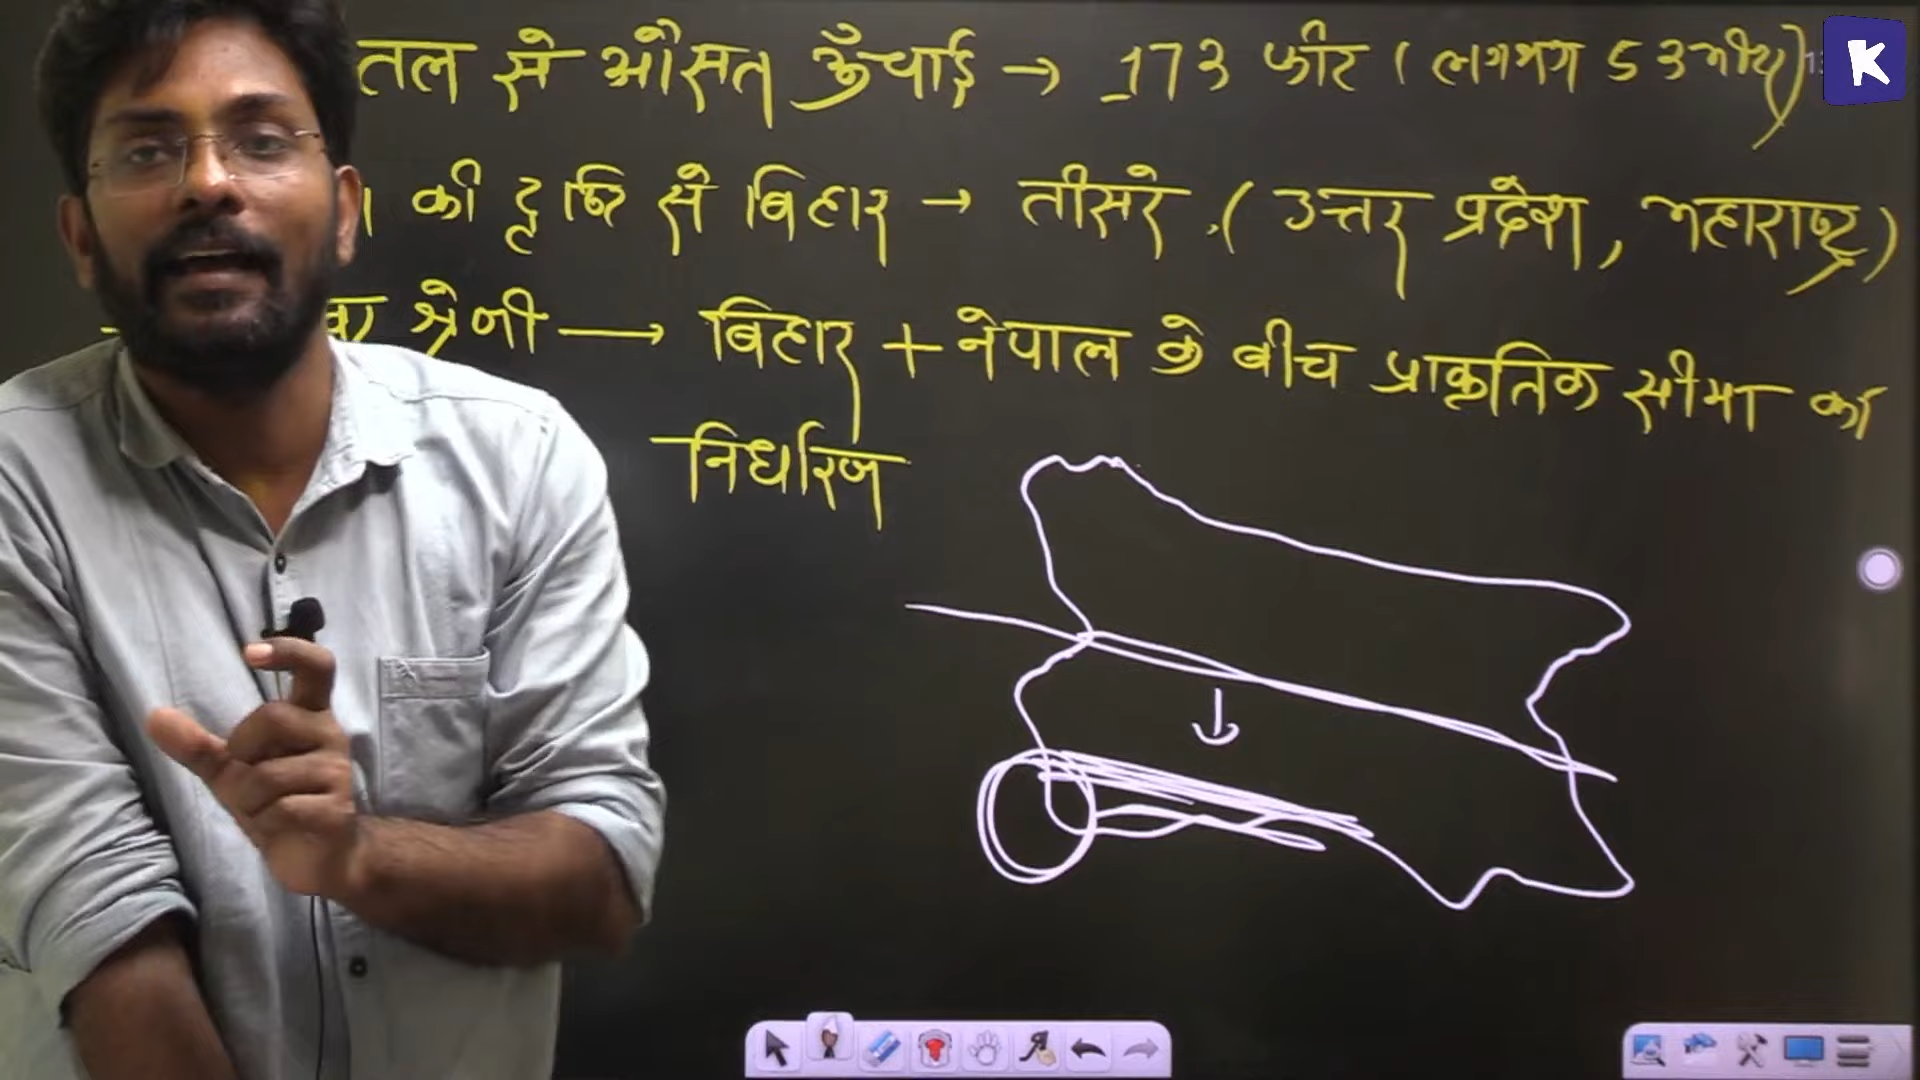 तल से औसत ऊँचाई → 173 फीट (लगभग 53 मीटर)
K
की दृष्टि से बिहार → तीसरे (उत्तर प्रदेश, महाराष्ट्र)
श्रेणी → बिहार + नेपाल के बीच प्राकृतिक सीमा का
निर्धारण